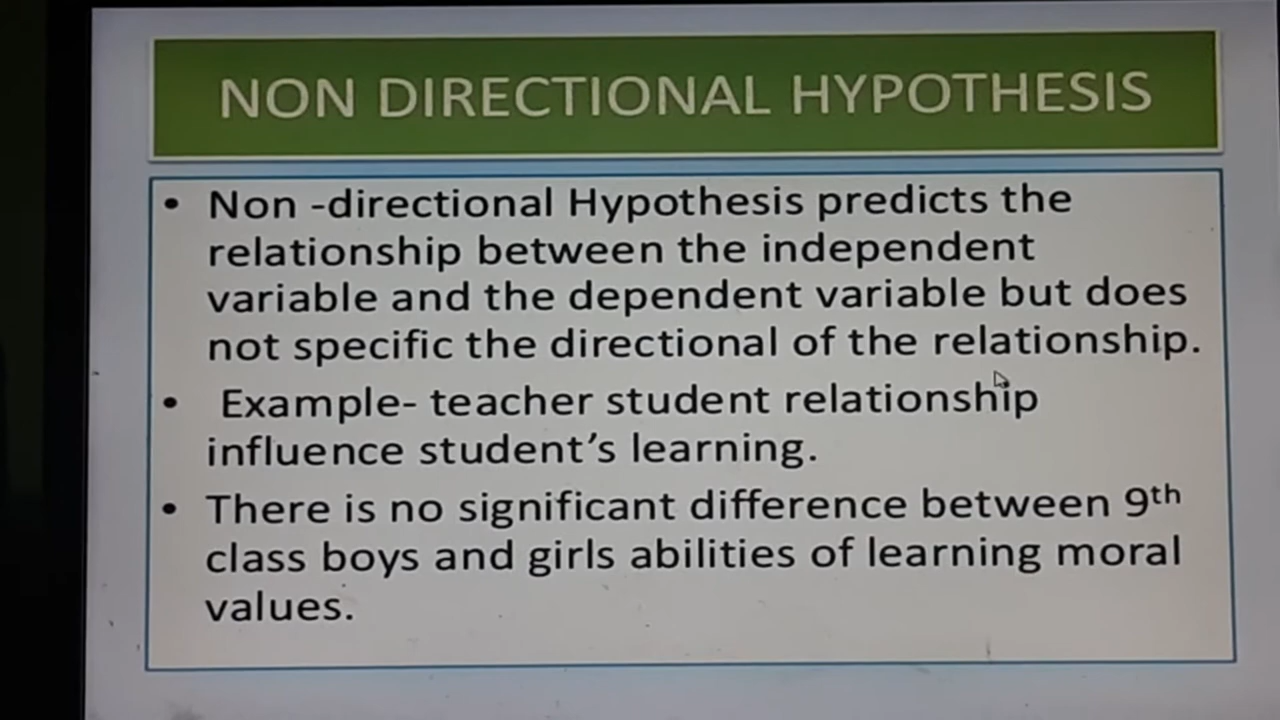 NON DIRECTIONAL HYPOTHESIS
• Non -directional Hypothesis predicts the
relationship between the independent
variable and the dependent variable but does
not specific the directional of the relationship.
• Example- teacher student relationship
influence student’s learning.
• There is no significant difference between 9th
class boys and girls abilities of learning moral
values.